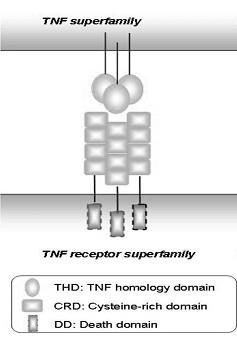 TNF superfamily
TNF receptor superfamily
THD: TNF homology domain
CRD: Cysteine-rich domain
DD: Death domain